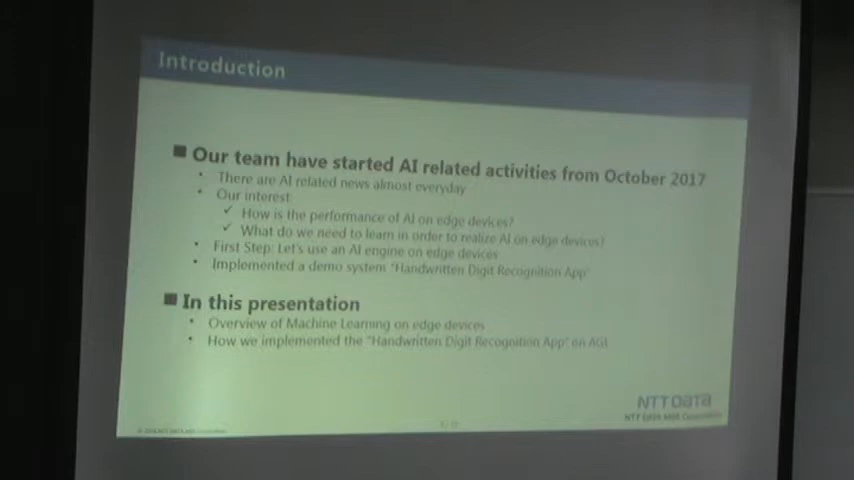 Introduction
■ Our team have started AI related activities from October 2017
• There are AI related news almost everyday
• Our interest:
✓ How is the performance of AI on edge devices?
✓ What do we need to learn in order to realize AI on edge devices?
• First Step: Let's use an AI engine on edge devices
• Implemented a demo system "Handwritten Digit Recognition App"
■ In this presentation
• Overview of Machine Learning on edge devices
• How we implemented the "Handwritten Digit Recognition App" on AGL
NTT DATA
NTT DATA MSE Corporation